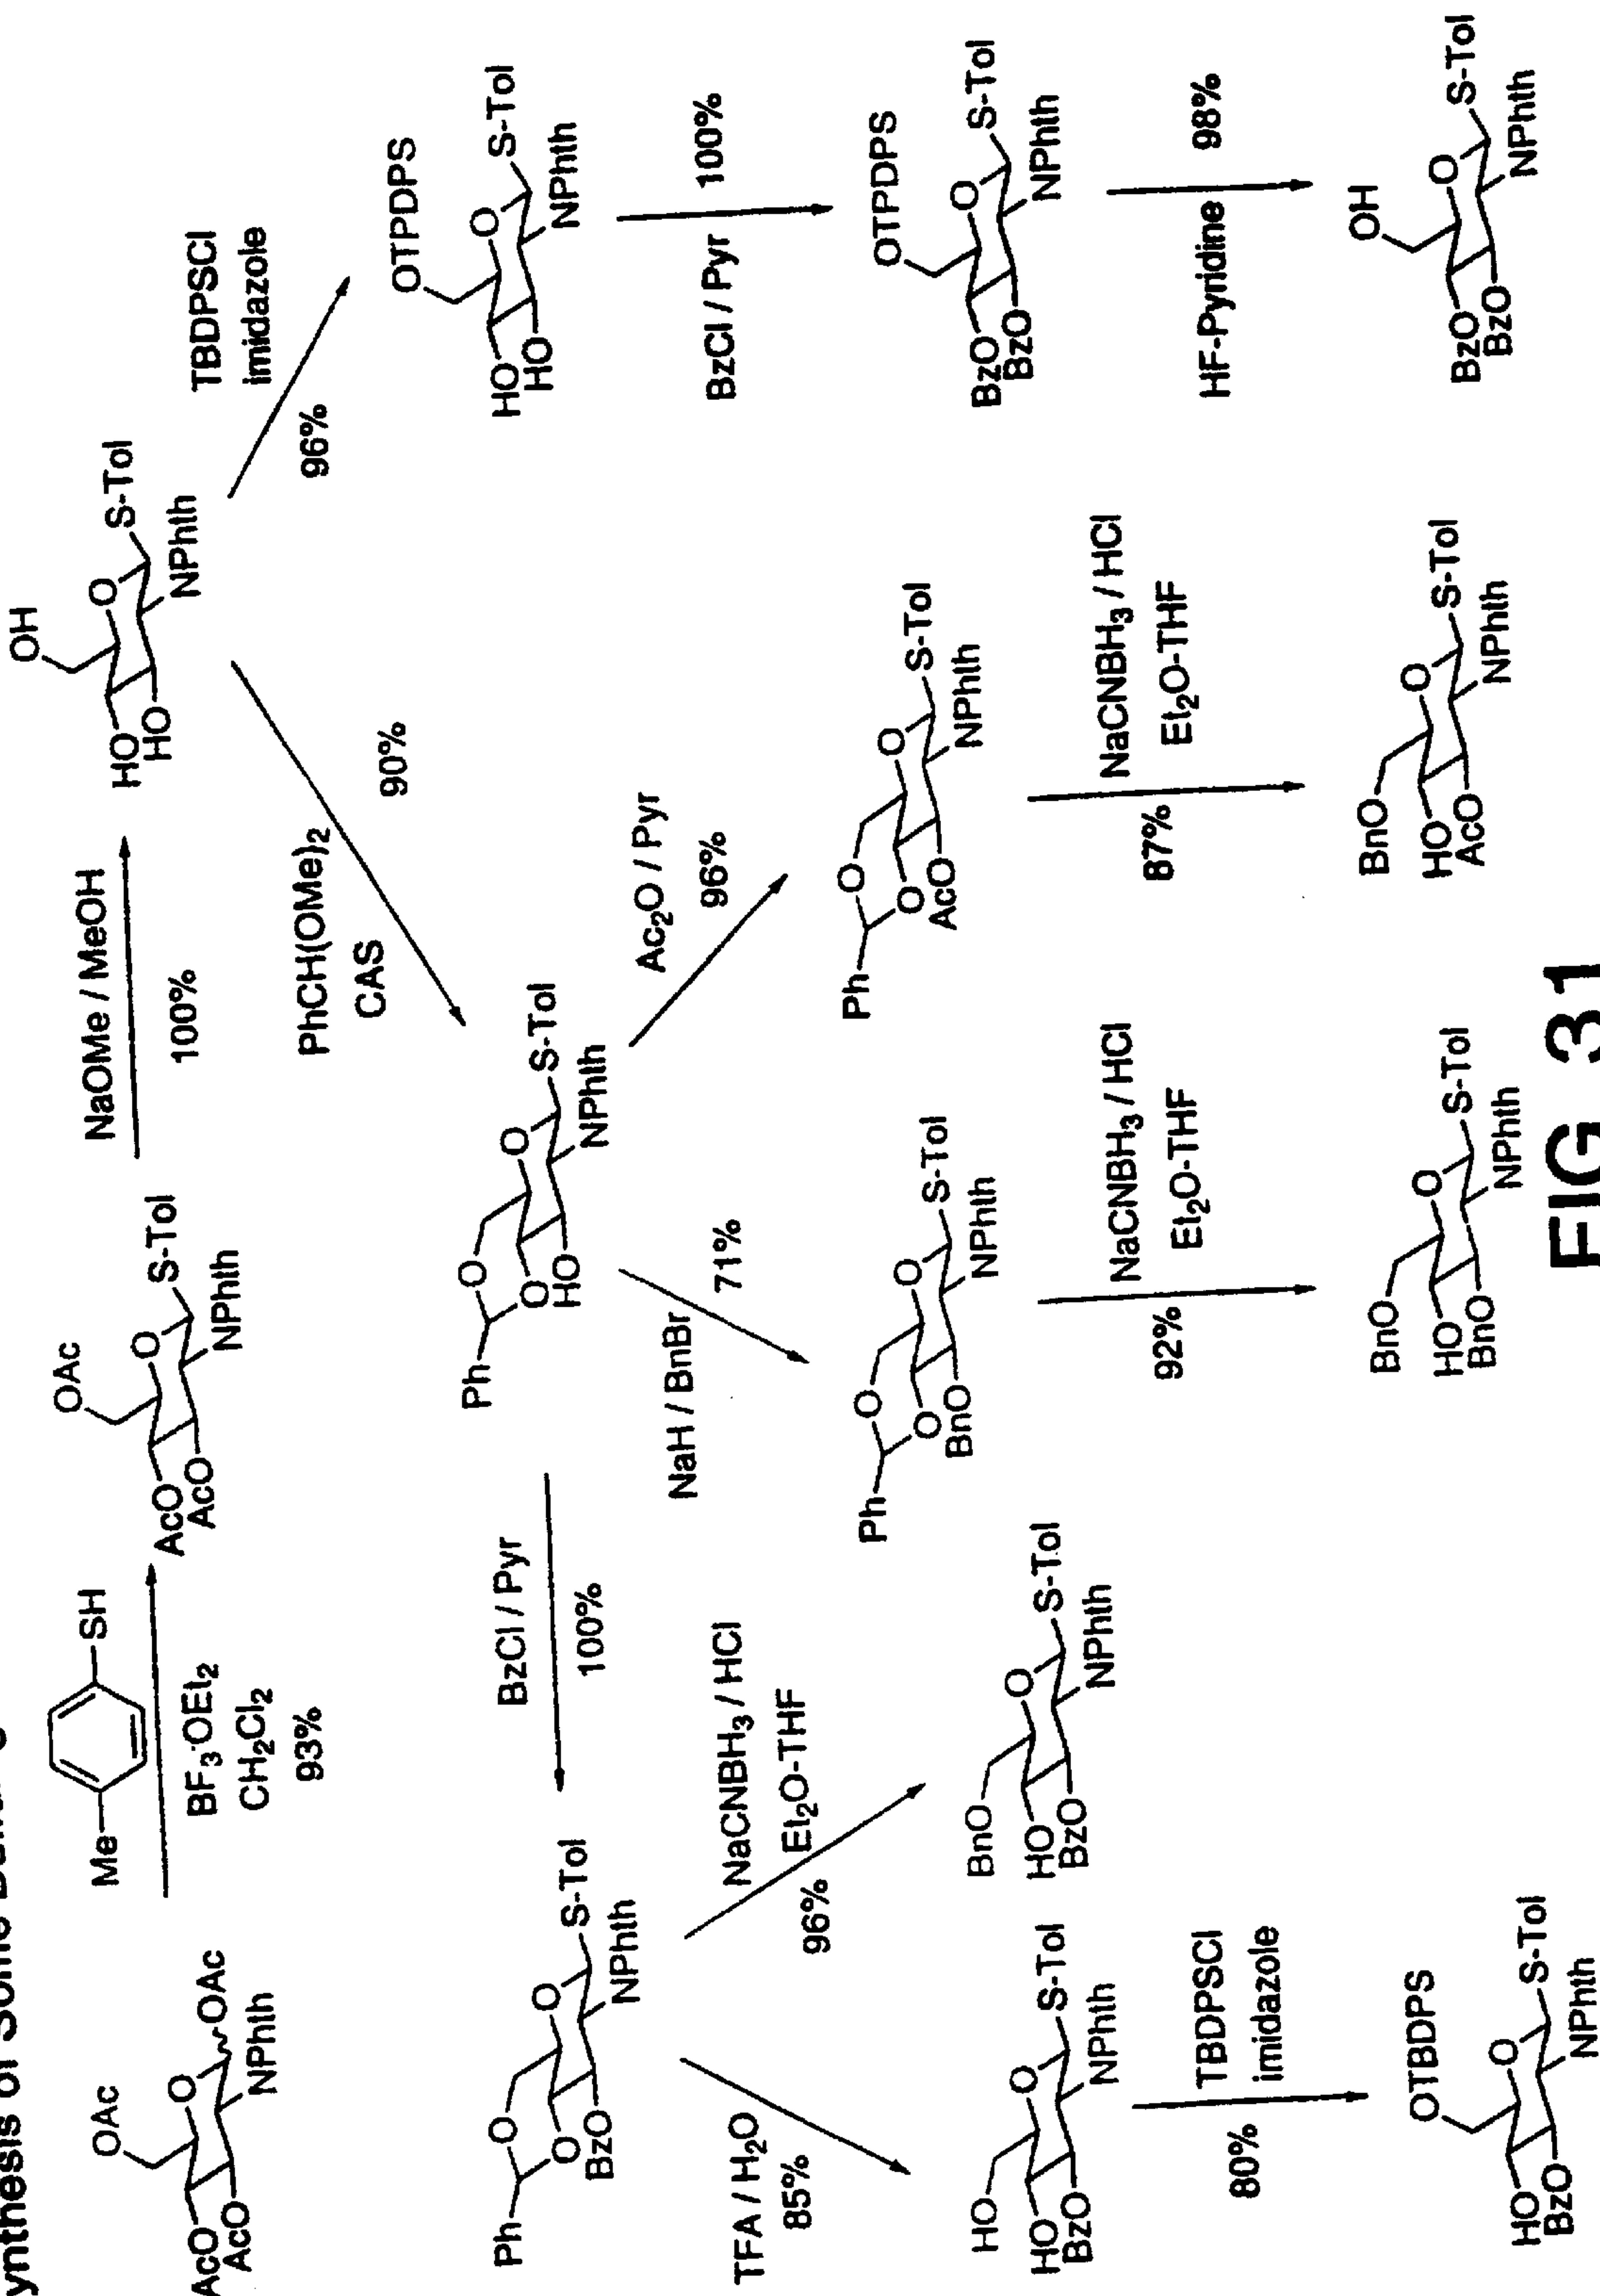 ynthesis of Some
OAc
AcO
AcO
O
OAc
NPhth
Me
SH
BF3·OEt2
CH2Cl2
93%
OAc
AcO
AcO
O
S-Tol
NPhth
NaOMe / MeOH
100%
OH
HO
HO
O
S-Tol
NPhth
TBDPSCl
imidazole
96%
OTPDPS
HO
HO
O
S-Tol
NPhth
BzCl / Pyr
100%
OTPDPS
BzO
BzO
O
S-Tol
NPhth
HF-Pyridine
98%
OH
BzO
BzO
O
S-Tol
NPhth
PhCH(OMe)2
CAS
90%
Ph
O
O
HO
O
S-Tol
NPhth
Ac2O / Pyr
96%
Ph
O
O
AcO
O
S-Tol
NPhth
NaCNBH3 / HCl
Et2O-THF
87%
BnO
HO
AcO
O
S-Tol
NPhth
NaH / BnBr
71%
Ph
O
O
BnO
O
S-Tol
NPhth
NaCNBH3 / HCl
Et2O-THF
92%
BnO
HO
BnO
O
S-Tol
NPhth
BzCl / Pyr
100%
Ph
O
O
BzO
O
S-Tol
NPhth
NaCNBH3 / HCl
Et2O-THF
96%
BnO
HO
BzO
O
S-Tol
NPhth
TFA / H2O
85%
HO
HO
BzO
O
S-Tol
NPhth
TBDPSCl
imidazole
80%
OTBDPS
HO
BzO
O
S-Tol
NPhth
FIG 31